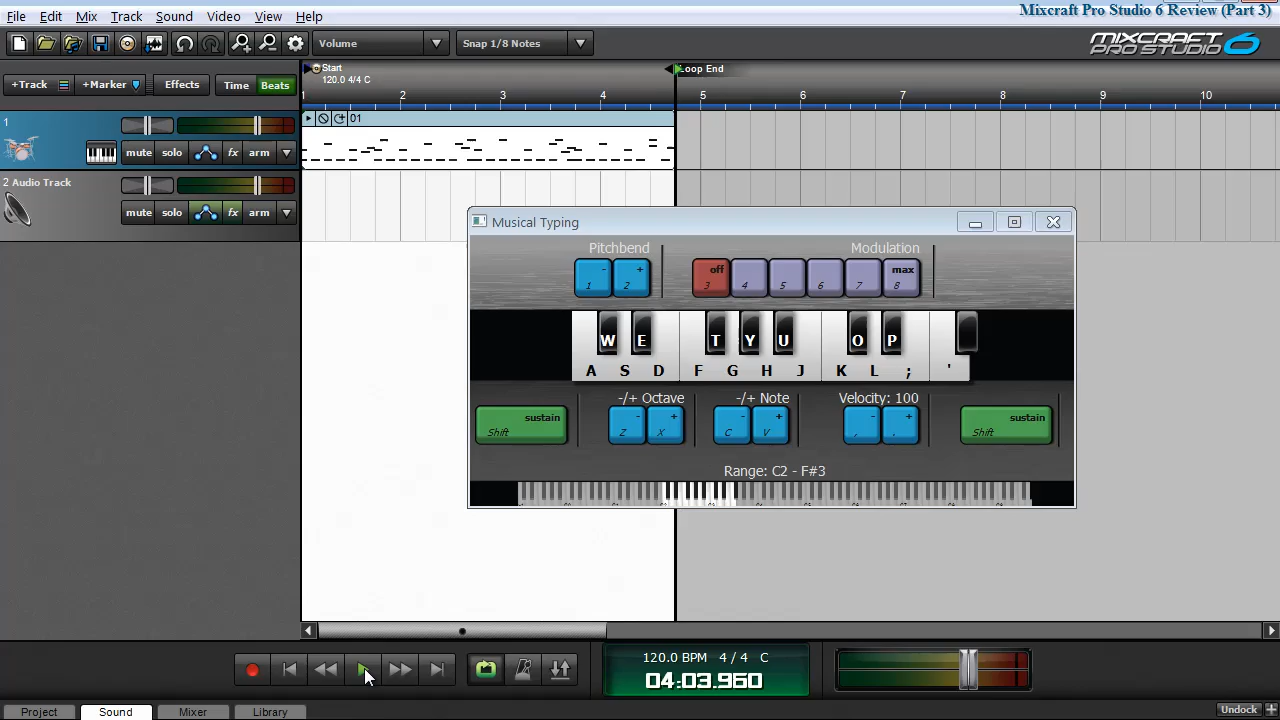 Mixcraft Pro Studio 6 Review (Part 3)
File Edit Mix Track Sound Video View Help
Volume
Snap 1/8 Notes
MIXCRAFT
PRO STUDIO 6
+Track
+Marker
Effects
Time
Beats
Start
120.0 4/4 C
Loop End
1 2 3 4 5 6 7 8 9 10
1
mute solo fx arm
01
2 Audio Track
mute solo fx arm
Musical Typing
Pitchbend
Modulation
- +
1 2
off max
3 4 5 6 7 8
W E T Y U O P
A S D F G H J K L ; '
-/+ Octave
-/+ Note
Velocity: 100
sustain
Shift
- +
Z X
- +
C V
- +
, .
sustain
Shift
Range: C2 - F#3
120.0 BPM 4 / 4 C
04:03.960
Project Sound Mixer Library
Undock +